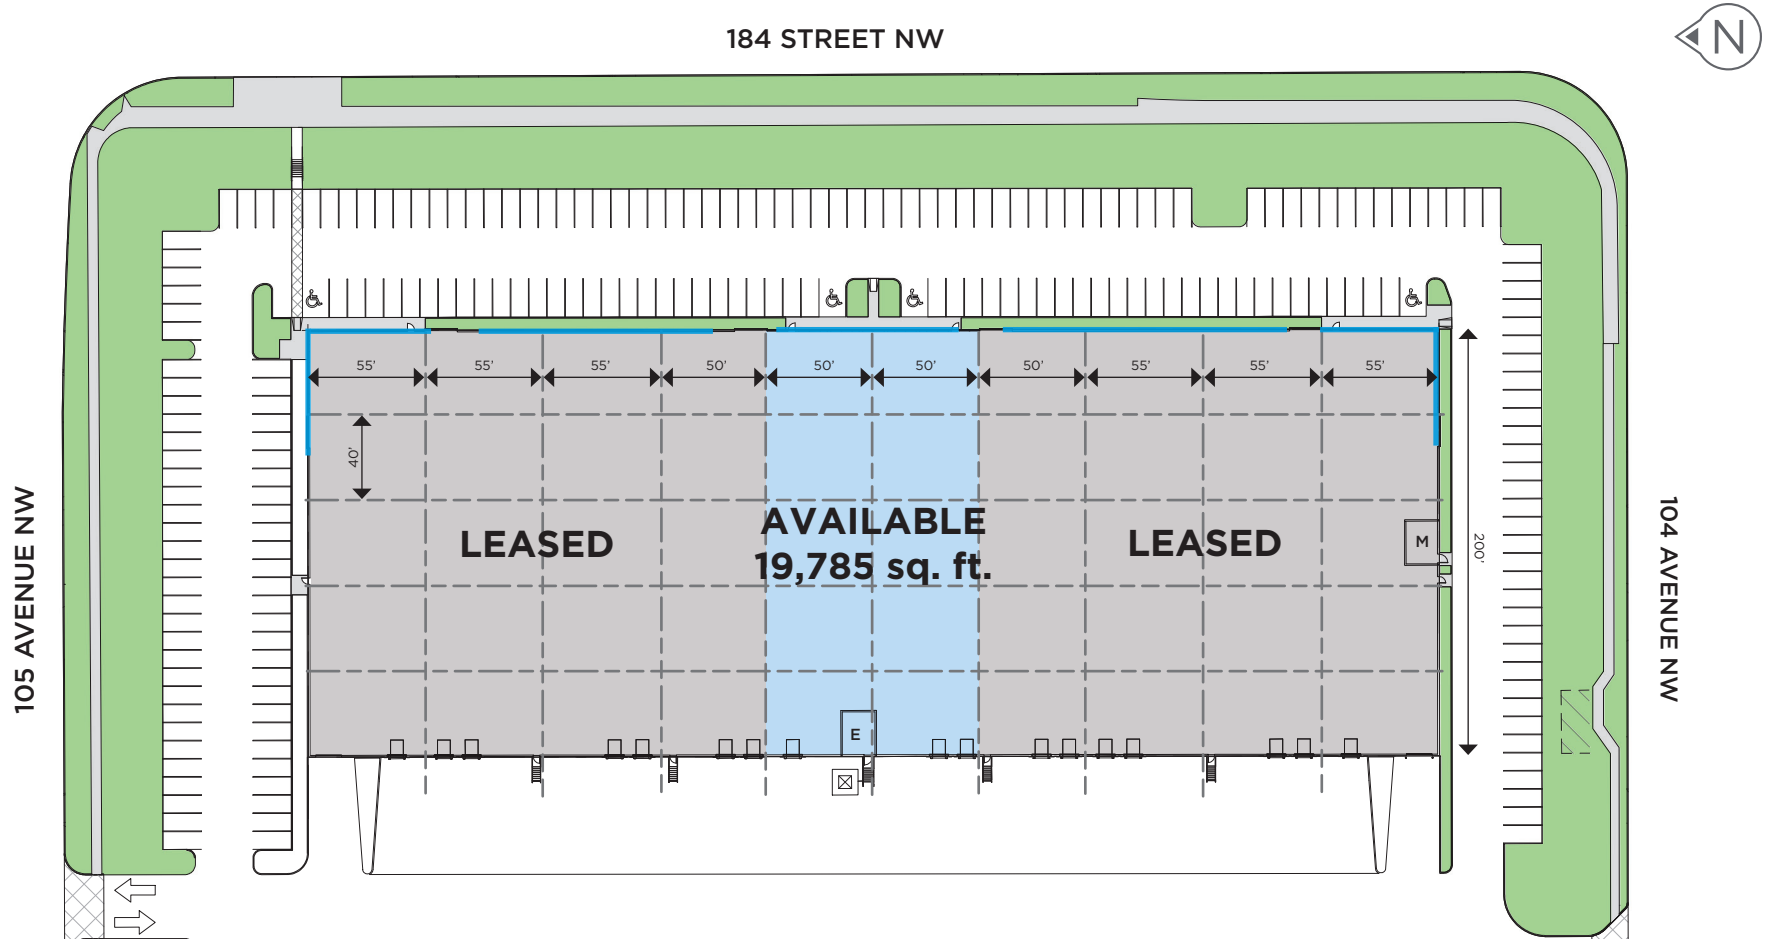 184 STREET NW
N
55'
55'
55'
50'
50'
50'
50'
55'
55'
55'
40'
105 AVENUE NW
LEASED
AVAILABLE
19,785 sq. ft.
LEASED
M
200'
104 AVENUE NW
E